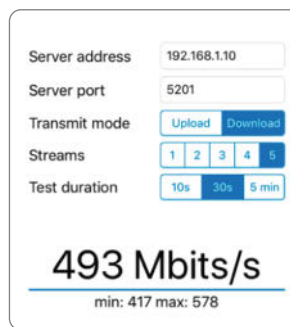 Server address 192.168.1.10
Server port 5201
Transmit mode Upload Download
Streams 1 2 3 4 5
Test duration 10s 30s 5 min
493 Mbits/s
min: 417 max: 578